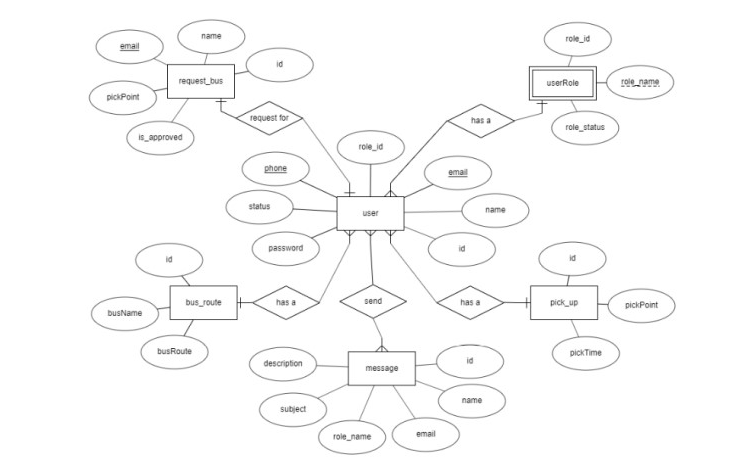 name
email
id
request_bus
pickPoint
is_approved
request for
role_id
userRole
role_name
role_status
has a
role_id
phone
email
status
user
name
password
id
id
bus_route
busName
busRoute
has a
send
has a
id
pick_up
pickPoint
pickTime
description
message
id
subject
name
role_name
email